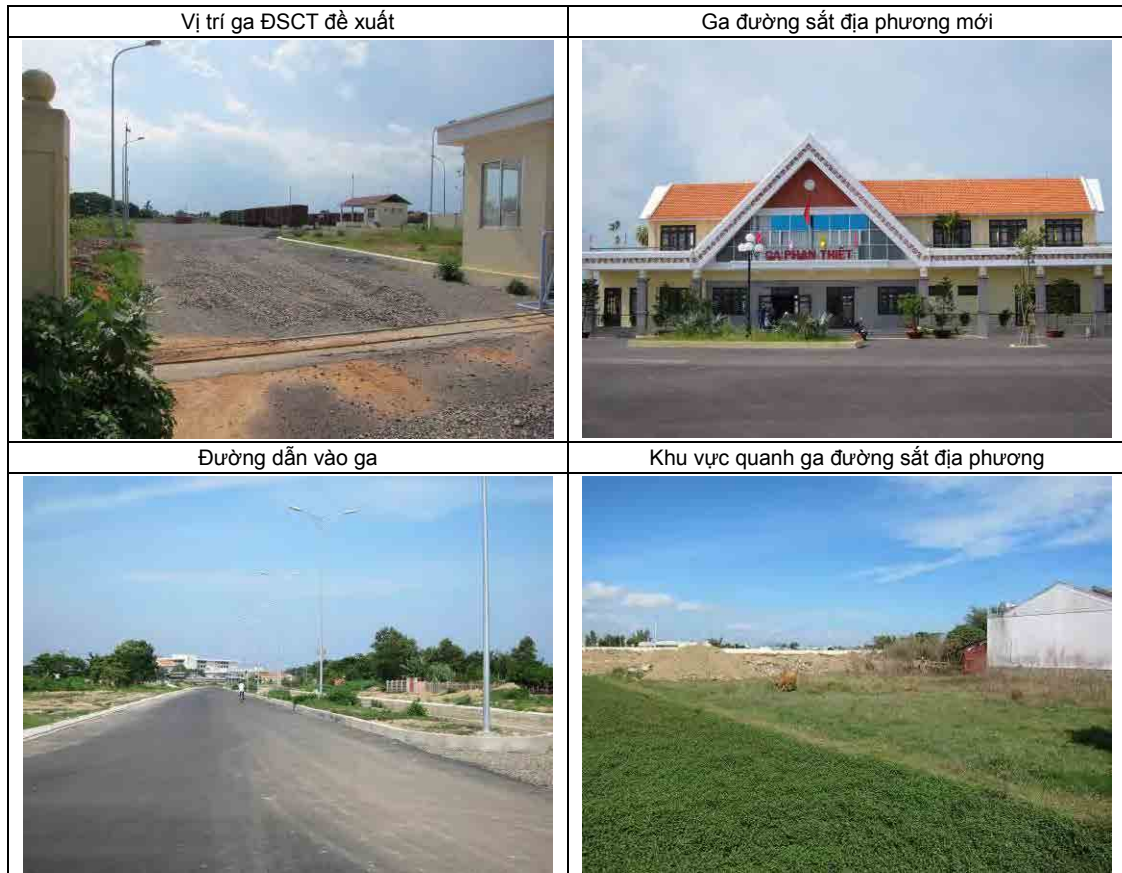 Vị trí ga ĐSCT đề xuất
Ga đường sắt địa phương mới
GA PHAN THIẾT
Đường dẫn vào ga
Khu vực quanh ga đường sắt địa phương